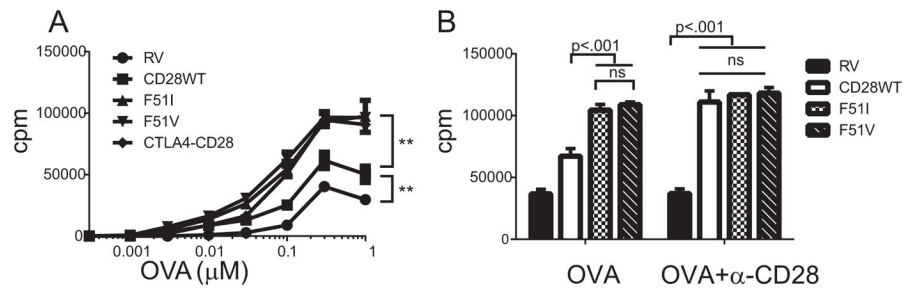 A
150000
100000
50000
0
cpm
RV
CD28WT
F51I
F51V
CTLA4-CD28
**
**
0.001 0.01 0.1 1
OVA (μM)
B
150000
100000
50000
0
cpm
p<.001
ns
p<.001
ns
RV
CD28WT
F51I
F51V
OVA OVA+α-CD28